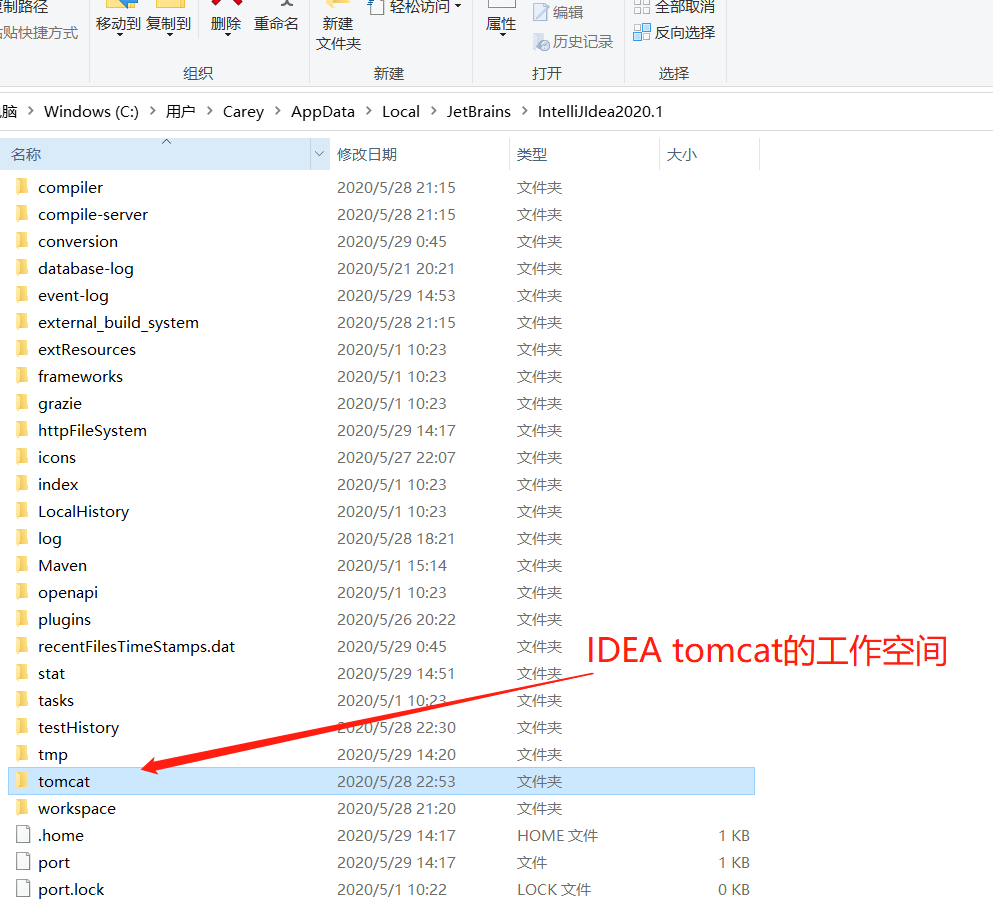 复制路径
粘贴快捷方式
移动到 复制到 删除 重命名
组织
新建
文件夹
轻松访问
新建
属性
编辑
历史记录
打开
全部取消
反向选择
选择
脑 > Windows (C:) > 用户 > Carey > AppData > Local > JetBrains > IntelliJIdea2020.1
名称 修改日期 类型 大小
compiler 2020/5/28 21:15 文件夹
compile-server 2020/5/28 21:15 文件夹
conversion 2020/5/29 0:45 文件夹
database-log 2020/5/21 20:21 文件夹
event-log 2020/5/29 14:53 文件夹
external_build_system 2020/5/28 21:15 文件夹
extResources 2020/5/1 10:23 文件夹
frameworks 2020/5/1 10:23 文件夹
grazie 2020/5/1 10:23 文件夹
httpFileSystem 2020/5/29 14:17 文件夹
icons 2020/5/27 22:07 文件夹
index 2020/5/1 10:23 文件夹
LocalHistory 2020/5/1 10:23 文件夹
log 2020/5/28 18:21 文件夹
Maven 2020/5/1 15:14 文件夹
openapi 2020/5/1 10:23 文件夹
plugins 2020/5/26 20:22 文件夹
recentFilesTimeStamps.dat 2020/5/29 0:45 文件夹
IDEA tomcat的工作空间
stat 2020/5/29 14:51 文件夹
tasks 2020/5/1 10:23 文件夹
testHistory 2020/5/28 22:30 文件夹
tmp 2020/5/29 14:20 文件夹
tomcat 2020/5/28 22:53 文件夹
workspace 2020/5/28 21:20 文件夹
.home 2020/5/29 14:17 HOME 文件 1 KB
port 2020/5/29 14:17 文件 1 KB
port.lock 2020/5/1 10:22 LOCK 文件 0 KB